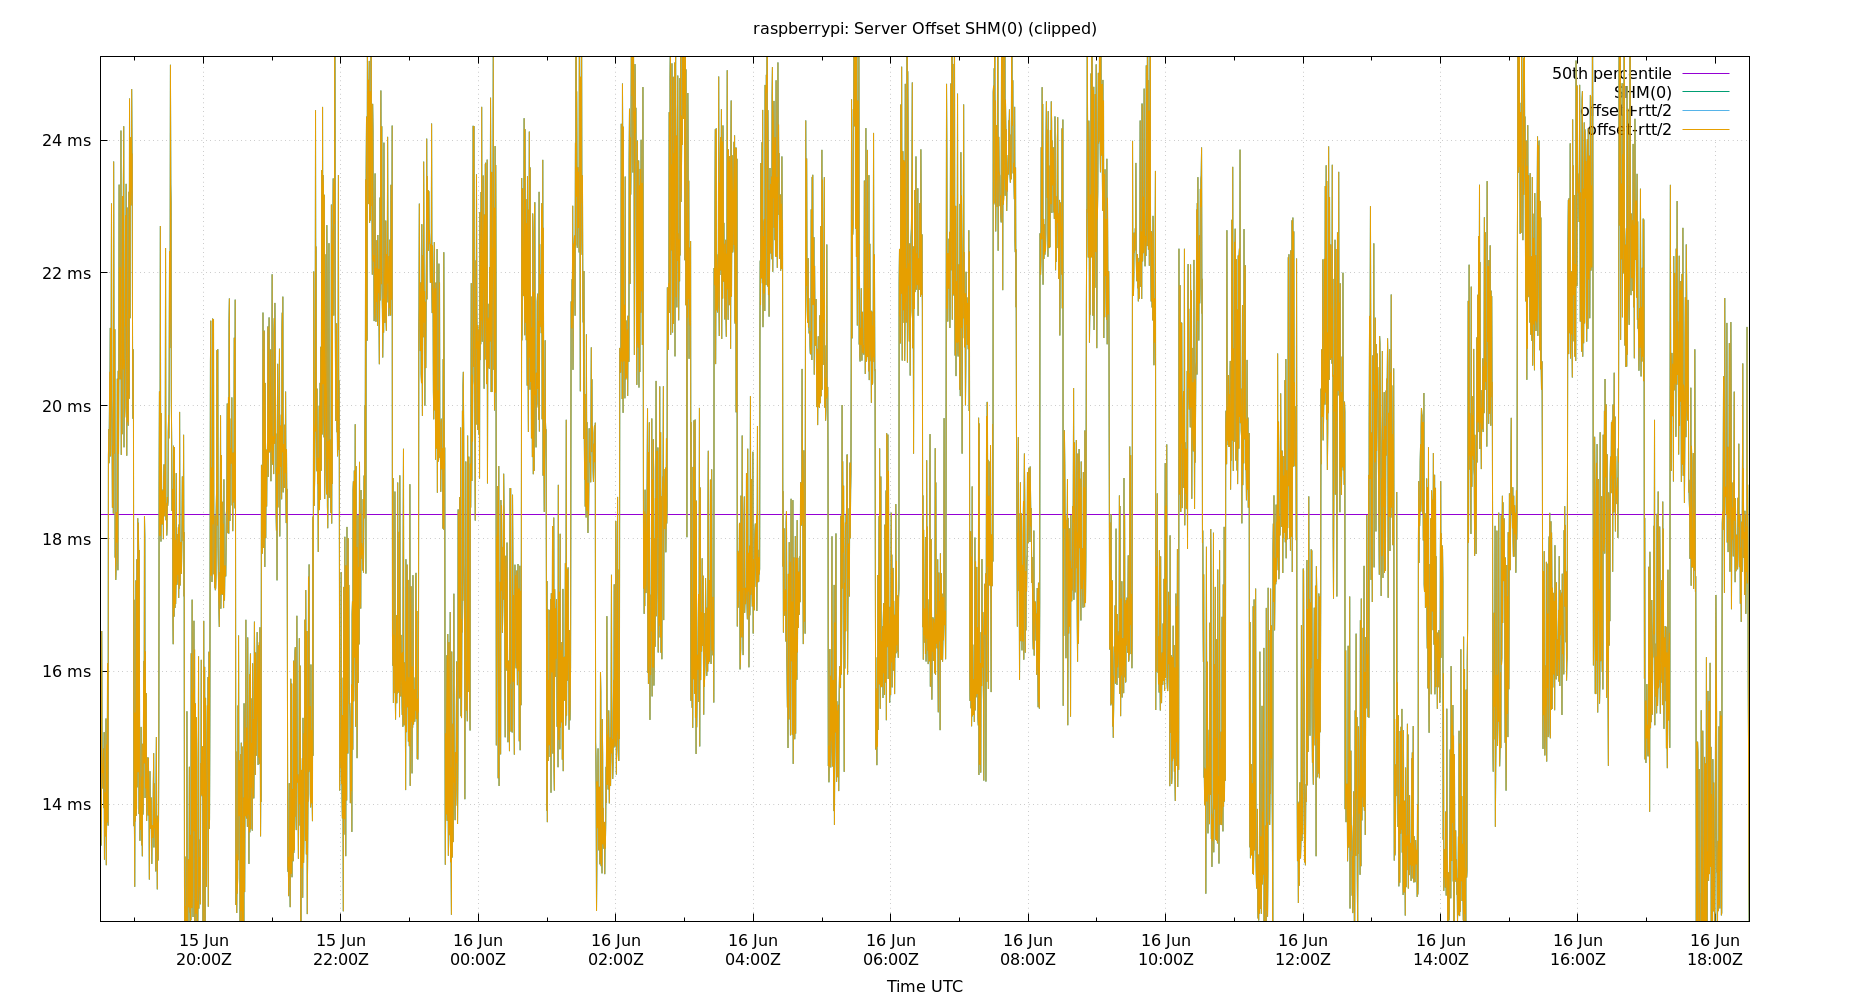 raspberrypi: Server Offset SHM(0) (clipped)
50th percentile
SHM(0)
offset+rtt/2
offset-rtt/2
24 ms
22 ms
20 ms
18 ms
16 ms
14 ms
15 Jun 15 Jun 16 Jun 16 Jun 16 Jun 16 Jun 16 Jun 16 Jun 16 Jun 16 Jun 16 Jun 16 Jun
20:00Z 22:00Z 00:00Z 02:00Z 04:00Z 06:00Z 08:00Z 10:00Z 12:00Z 14:00Z 16:00Z 18:00Z
Time UTC